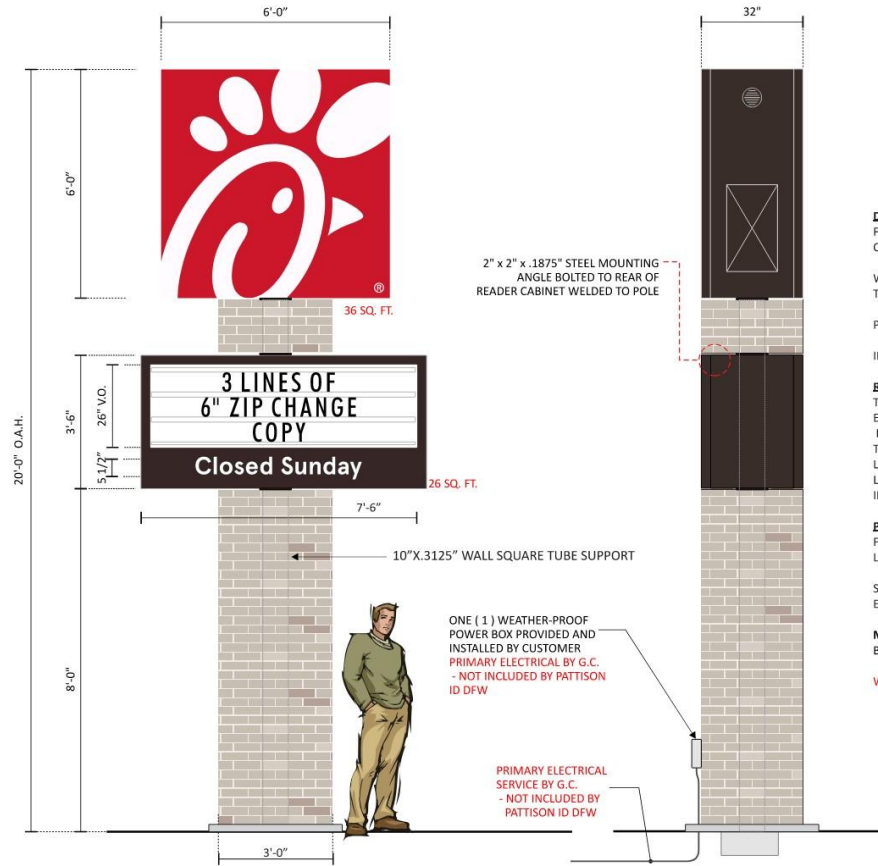 6'-0"
32"
6'-0"
20'-0" O.A.H.
®
36 SQ. FT.
2" x 2" x .1875" STEEL MOUNTING
ANGLE BOLTED TO REAR OF
READER CABINET WELDED TO POLE
3'-6"
26" V.O.
5 1/2"
3 LINES OF
6" ZIP CHANGE
COPY
Closed Sunday
26 SQ. FT.
7'-6"
10"X.3125" WALL SQUARE TUBE SUPPORT
8'-0"
ONE ( 1 ) WEATHER-PROOF
POWER BOX PROVIDED AND
INSTALLED BY CUSTOMER
PRIMARY ELECTRICAL BY G.C.
- NOT INCLUDED BY PATTISON
ID DFW
PRIMARY ELECTRICAL
SERVICE BY G.C.
- NOT INCLUDED BY
PATTISON ID DFW
3'-0"